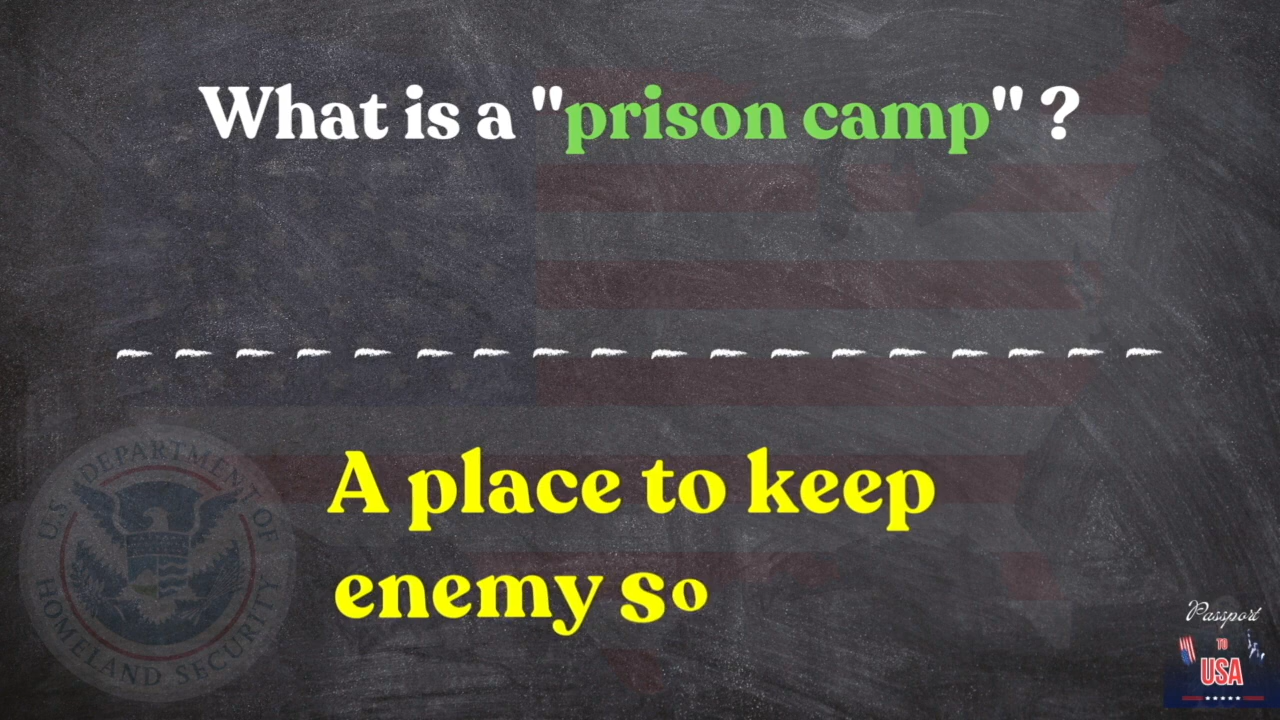 What is a "prison camp" ?
A place to keep
enemy so
U.S. DEPARTMENT OF
HOMELAND SECURITY
Passport
TO
USA